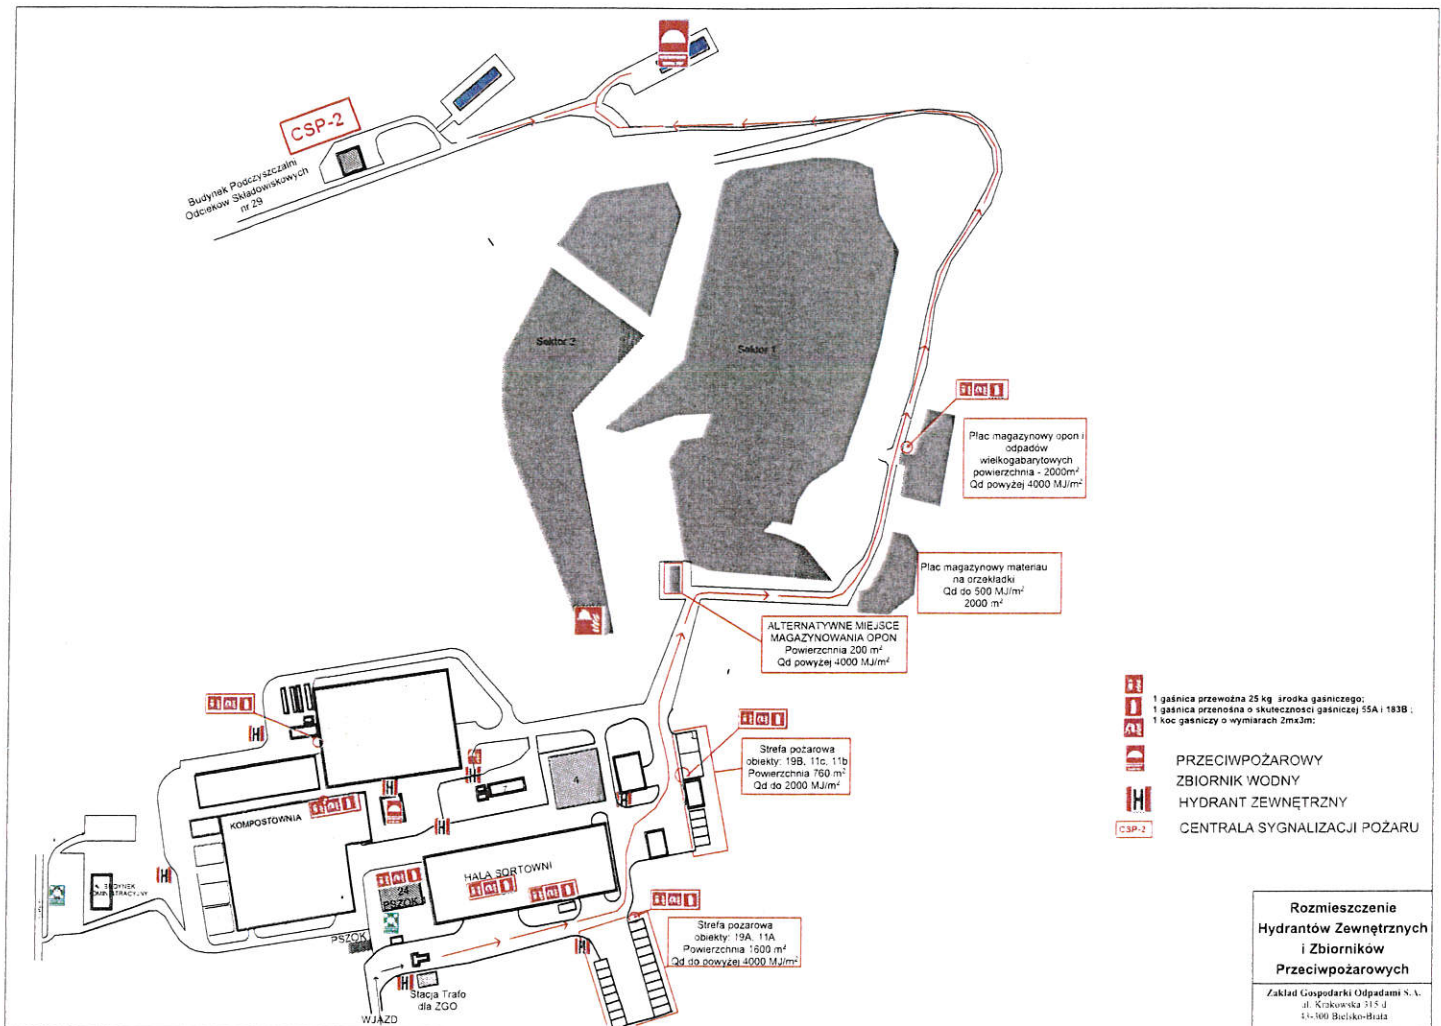 CSP-2
Budynek Podczyszczalni
Odcieków Składowiskowych
nr 29
Sektor 2
Sektor 1
Plac magazynowy opon i
odpadów
wielkogabarytowych
powierzchnia - 2000m²
Qd powyżej 4000 MJ/m²
Plac magazynowy materiau
na orzekładki
Qd do 500 MJ/m²
2000 m²
ALTERNATYWNE MIEJSCE
MAGAZYNOWANIA OPON
Powierzchnia 200 m²
Qd powyżej 4000 MJ/m²
Strefa pożarowa
obiekty: 19B, 11c, 11b
Powierzchnia 760 m²
Qd do 2000 MJ/m²
4
7
KOMPOSTOWNIA
HALA SORTOWNI
24
PSZOK
PSZOK
BUDYNEK
ADMINISTRACYJNY
Strefa pożarowa
obiekty: 19A, 11A
Powierzchnia 1600 m²
Qd do powyżej 4000 MJ/m²
Stacja Trafo
dla ZGO
WJAZD
1 gaśnica przewoźna 25 kg środka gaśniczego;
1 gaśnica przenośna o skuteczności gaśniczej 55A i 183B ;
1 koc gaśniczy o wymiarach 2mx3m;
PRZECIWPOŻAROWY
ZBIORNIK WODNY
HYDRANT ZEWNĘTRZNY
CSP-2 CENTRALA SYGNALIZACJI POŻARU
Rozmieszczenie
Hydrantów Zewnętrznych
i Zbiorników
Przeciwpożarowych
Zakład Gospodarki Odpadami S.A.
ul. Krakowska 315 d
43-300 Bielsko-Biała